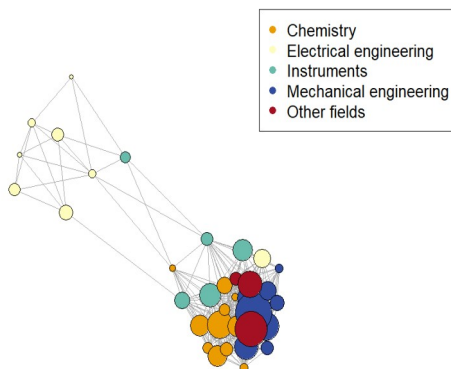 Chemistry
Electrical engineering
Instruments
Mechanical engineering
Other fields